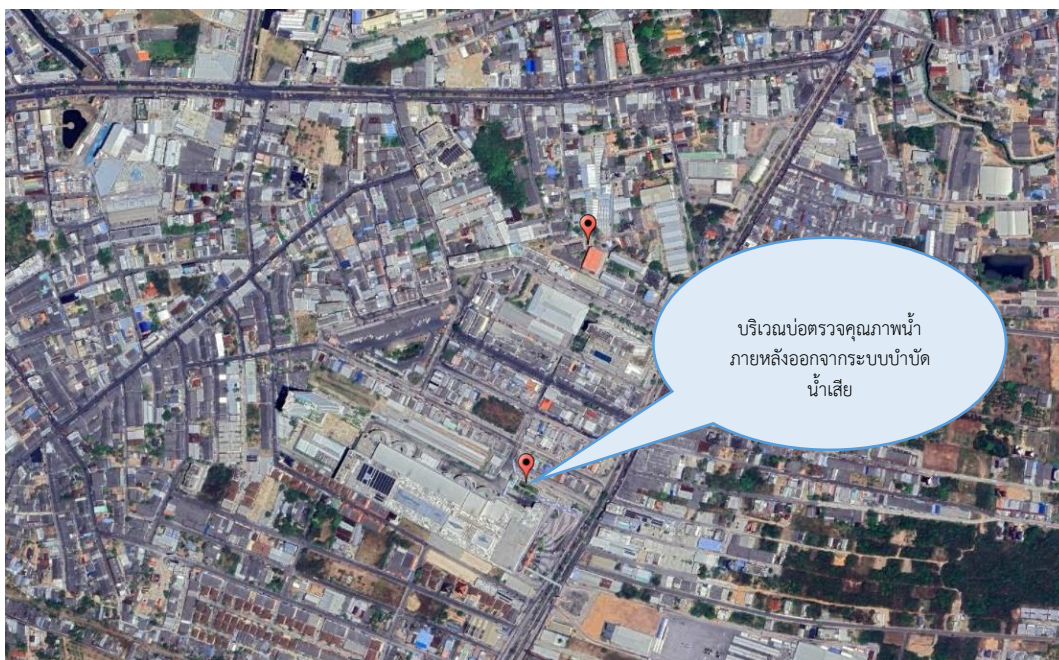 บริเวณบ่อตรวจคุณภาพน้ำ
ภายหลังออกจากระบบบำบัด
น้ำเสีย